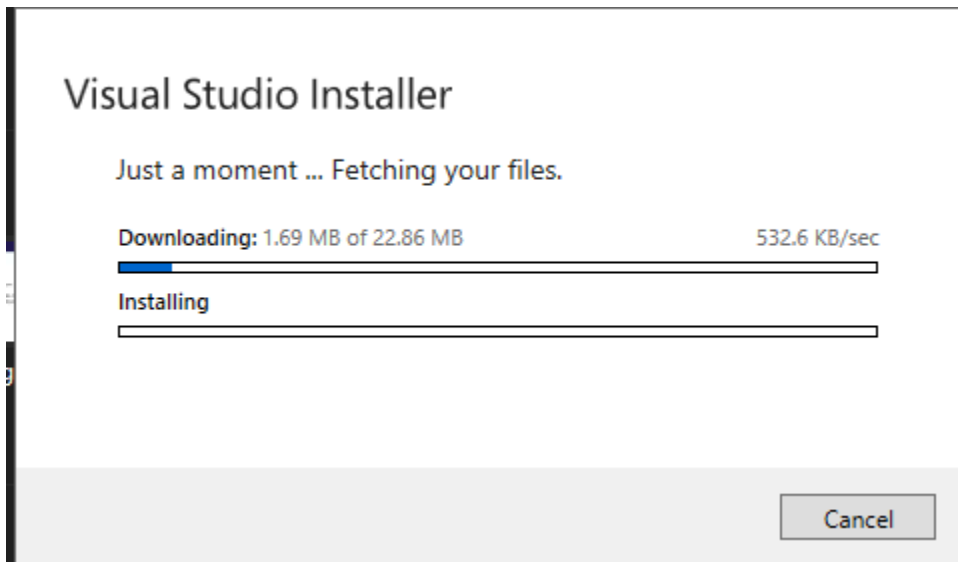 Visual Studio Installer
Just a moment ... Fetching your files.
Downloading: 1.69 MB of 22.86 MB 532.6 KB/sec
Installing
Cancel